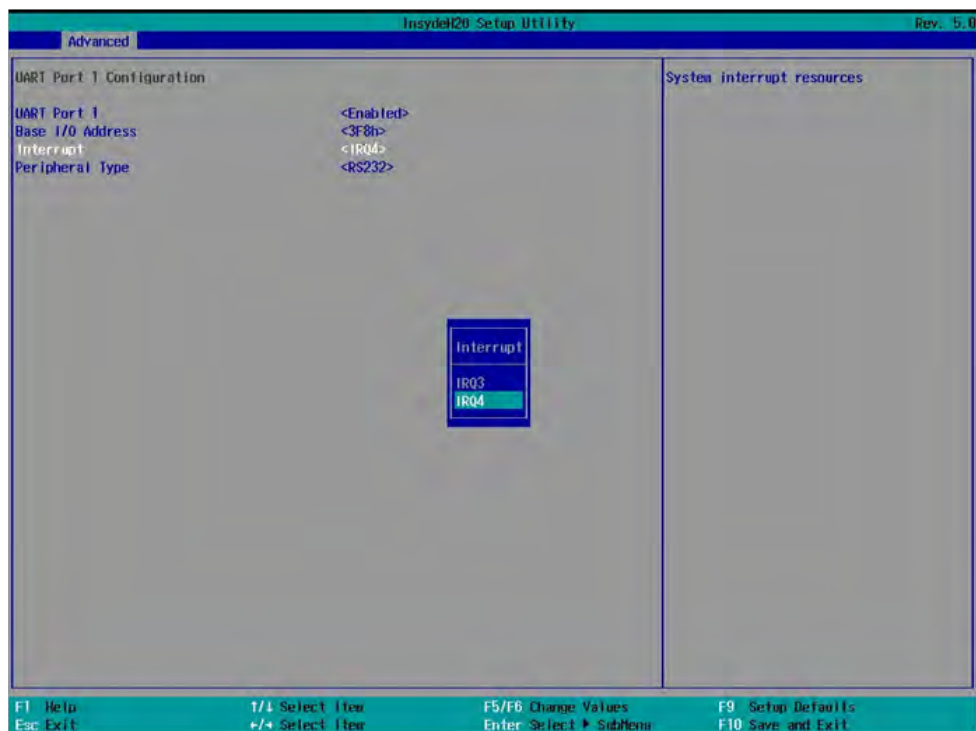 InsydeH20 Setup Utility Rev. 5.0
Advanced
UART Port 1 Configuration
UART Port 1 <Enabled>
Base I/O Address <3F8h>
Interrupt <IRQ4>
Peripheral Type <RS232>
System interrupt resources
Interrupt
IRQ3
IRQ4
F1 Help ↑/↓ Select Item F5/F6 Change Values F9 Setup Defaults
Esc Exit ←/→ Select Item Enter Select ▶ SubMenu F10 Save and Exit